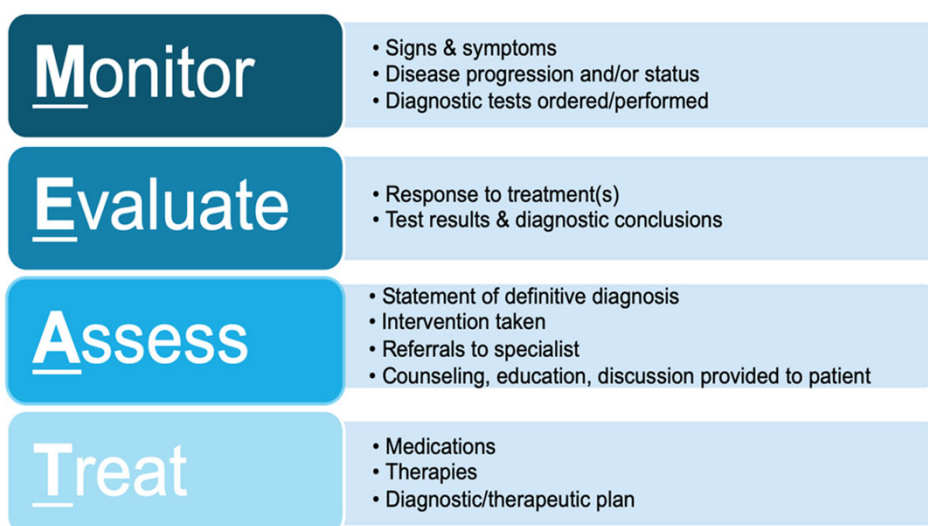 Monitor
• Signs & symptoms
• Disease progression and/or status
• Diagnostic tests ordered/performed
Evaluate
• Response to treatment(s)
• Test results & diagnostic conclusions
Assess
• Statement of definitive diagnosis
• Intervention taken
• Referrals to specialist
• Counseling, education, discussion provided to patient
Treat
• Medications
• Therapies
• Diagnostic/therapeutic plan